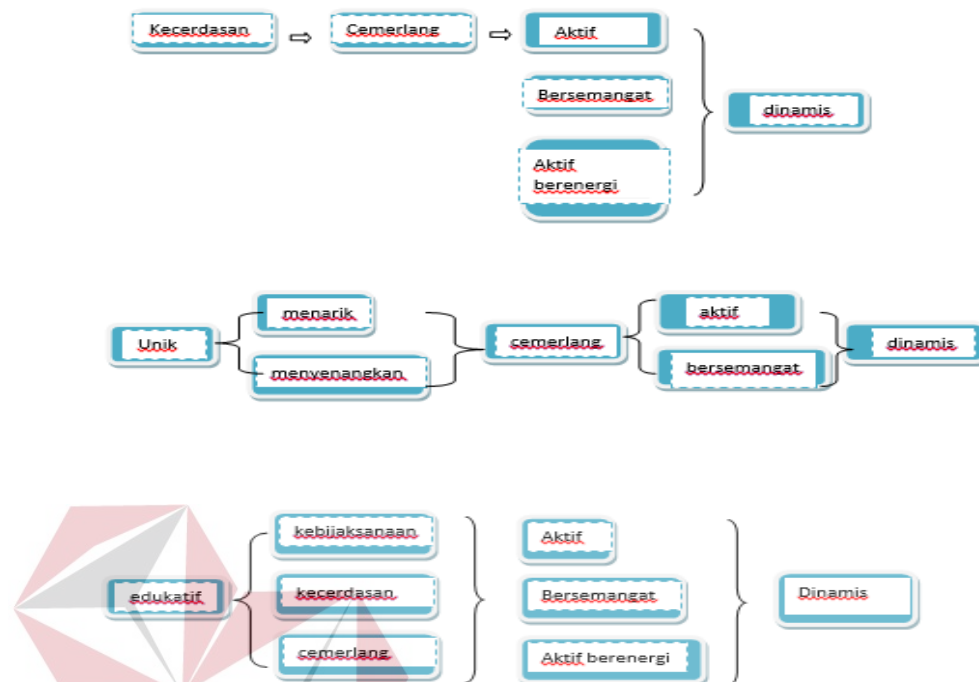 Kecerdasan
Cemerlang
Aktif
Bersemangat
Aktif
berenergi
dinamis
Unik
menarik
menyenangkan
cemerlang
aktif
bersemangat
dinamis
edukatif
kebijaksanaan
kecerdasan
cemerlang
Aktif
Bersemangat
Aktif berenergi
Dinamis